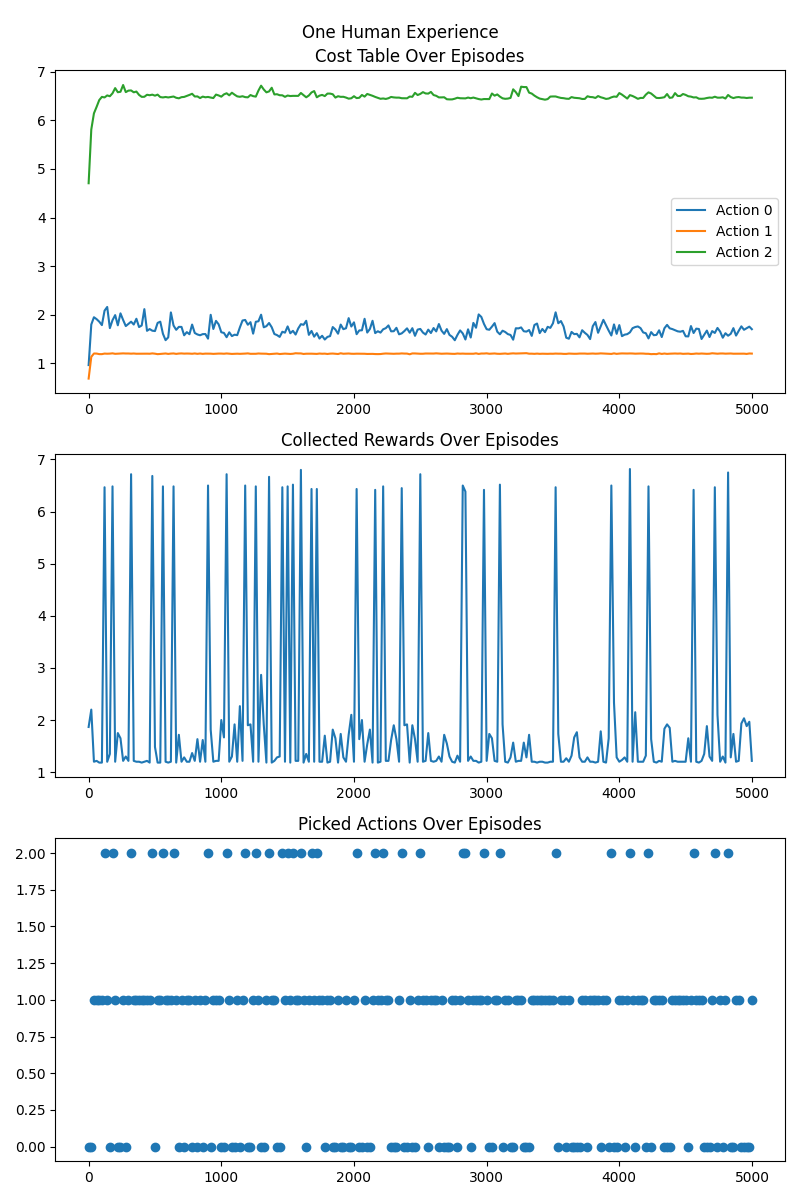 One Human Experience
Cost Table Over Episodes
7
6
5
4
3
2
1
Action 0
Action 1
Action 2
0 1000 2000 3000 4000 5000
Collected Rewards Over Episodes
7
6
5
4
3
2
1
0 1000 2000 3000 4000 5000
Picked Actions Over Episodes
2.00
1.75
1.50
1.25
1.00
0.75
0.50
0.25
0.00
0 1000 2000 3000 4000 5000